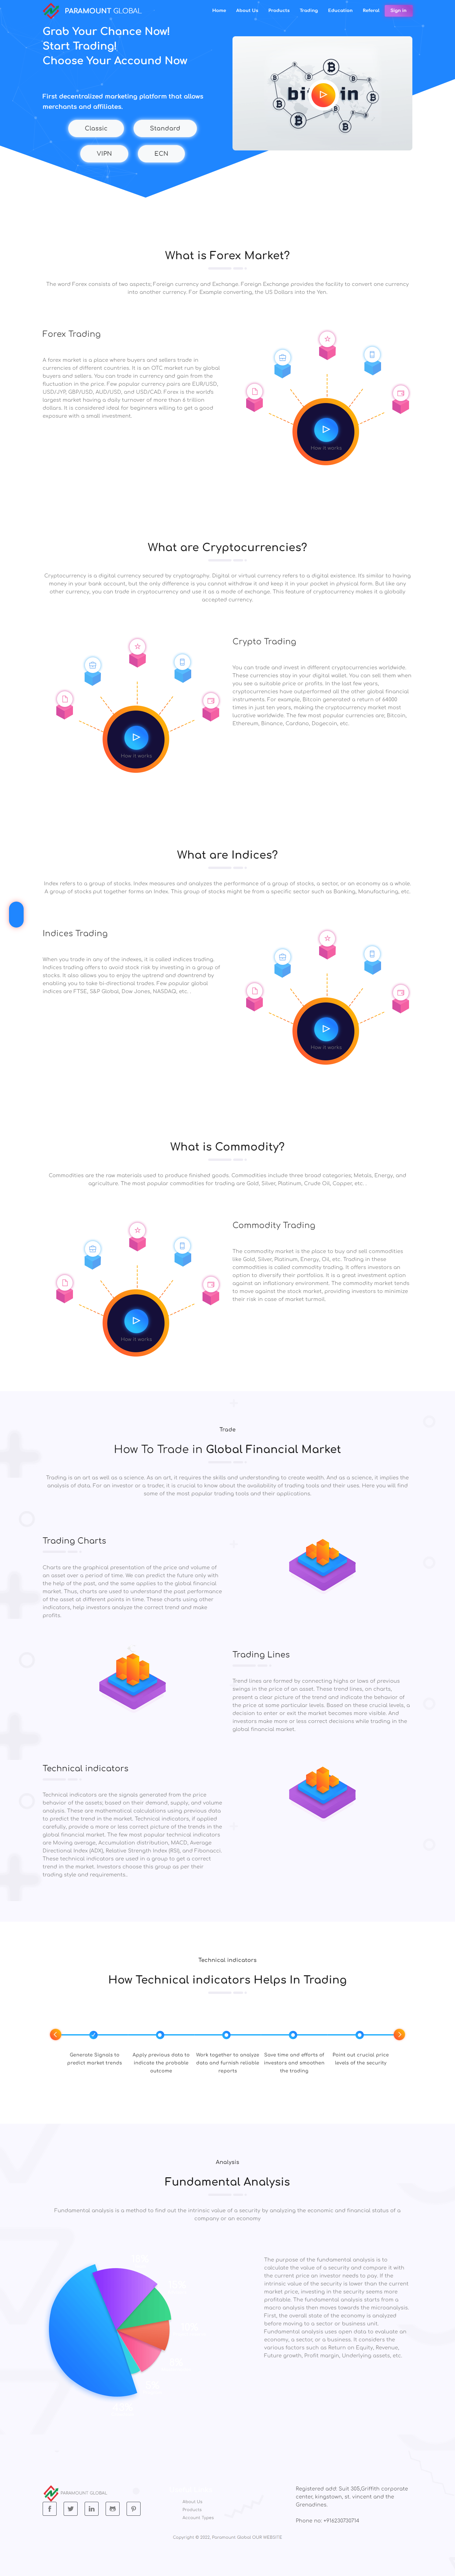 PARAMOUNT GLOBAL
Home About Us Products Trading Education Referal Sign in
Grab Your Chance Now!
Start Trading!
Choose Your Accound Now
First decentralized marketing platform that allows
merchants and affiliates.
Classic
Standard
VIPN
ECN
What is Forex Market?
The word Forex consists of two aspects; Foreign currency and Exchange. Foreign Exchange provides the facility to convert one currency
into another currency. For Example converting, the US Dollars into the Yen.
Forex Trading
A forex market is a place where buyers and sellers trade in
currencies of different countries. It is an OTC market run by global
buyers and sellers. You can trade in currency and gain from the
fluctuation in the price. Few popular currency pairs are EUR/USD,
USD/JYP, GBP/USD, AUD/USD, and USD/CAD. Forex is the world's
largest market having a daily turnover of more than 6 trillion
dollars. It is considered ideal for beginners willing to get a good
exposure with a small investment.
How it works
What are Cryptocurrencies?
Cryptocurrency is a digital currency secured by cryptography. Digital or virtual currency refers to a digital existence. It's similar to having
money in your bank account, but the only difference is you cannot withdraw it and keep it in your pocket in physical form. But like any
other currency, you can trade in cryptocurrency and use it as a mode of exchange. This feature of cryptocurrency makes it a globally
accepted currency.
How it works
Crypto Trading
You can trade and invest in different cryptocurrencies worldwide.
These currencies stay in your digital wallet. You can sell them when
you see a suitable price or profits. In the last few years,
cryptocurrencies have outperformed all the other global financial
instruments. For example, Bitcoin generated a return of 64000
times in just ten years, making the cryptocurrency market most
lucrative worldwide. The few most popular currencies are; Bitcoin,
Ethereum, Binance, Cardano, Dogecoin, etc.
What are Indices?
Index refers to a group of stocks. Index measures and analyzes the performance of a group of stocks, a sector, or an economy as a whole.
A group of stocks put together forms an Index. This group of stocks might be from a specific sector such as Banking, Manufacturing, etc.
Indices Trading
When you trade in any of the indexes, it is called indices trading.
Indices trading offers to avoid stock risk by investing in a group of
stocks. It also allows you to enjoy the uptrend and downtrend by
enabling you to take bi-directional trades. Few popular global
indices are FTSE, S&P Global, Dow Jones, NASDAQ, etc. .
How it works
What is Commodity?
Commodities are the raw materials used to produce finished goods. Commodities include three broad categories; Metals, Energy, and
agriculture. The most popular commodities for trading are Gold, Silver, Platinum, Crude Oil, Copper, etc. .
How it works
Commodity Trading
The commodity market is the place to buy and sell commodities
like Gold, Silver, Platinum, Energy, Oil, etc. Trading in these
commodities is called commodity trading. It offers investors an
option to diversify their portfolios. It is a great investment option
against an inflationary environment. The commodity market tends
to move against the stock market, providing investors to minimize
their risk in case of market turmoil.
Trade
How To Trade in Global Financial Market
Trading is an art as well as a science. As an art, it requires the skills and understanding to create wealth. And as a science, it implies the
analysis of data. For an investor or a trader, it is crucial to know about the availability of trading tools and their uses. Here you will find
some of the most popular trading tools and their applications.
Trading Charts
Charts are the graphical presentation of the price and volume of
an asset over a period of time. We can predict the future only with
the help of the past, and the same applies to the global financial
market. Thus, charts are used to understand the past performance
of the asset at different points in time. These charts using other
indicators, help investors analyze the correct trend and make
profits.
Trading Lines
Trend lines are formed by connecting highs or lows of previous
swings in the price of an asset. These trend lines, on charts,
present a clear picture of the trend and indicate the behavior of
the price at some particular levels. Based on these crucial levels, a
decision to enter or exit the market becomes more visible. And
investors make more or less correct decisions while trading in the
global financial market.
Technical indicators
Technical indicators are the signals generated from the price
behavior of the assets; based on their demand, supply, and volume
analysis. These are mathematical calculations using previous data
to predict the trend in the market. Technical indicators, if applied
carefully, provide a more or less correct picture of the trends in the
global financial market. The few most popular technical indicators
are Moving average, Accumulation distribution, MACD, Average
Directional Index (ADX), Relative Strength Index (RSI), and Fibonacci.
These technical indicators are used in a group to get a correct
trend in the market. Investors choose this group as per their
trading style and requirements..
Technical indicators
How Technical indicators Helps In Trading
Generate Signals to
predict market trends
Apply previous data to
indicate the probable
outcome
Work together to analyze
data and furnish reliable
reports
Save time and efforts of
investors and smoothen
the trading
Point out crucial price
levels of the security
Analysis
Fundamental Analysis
Fundamental analysis is a method to find out the intrinsic value of a security by analyzing the economic and financial status of a
company or an economy.
The purpose of the fundamental analysis is to
calculate the value of a security and compare it with
the current price an investor needs to pay. If the
intrinsic value of the security is lower than the current
market price, investing in the security seems more
profitable. The fundamental analysis starts from a
macro analysis then moves towards the microanalysis.
First, the overall state of the economy is analyzed
before moving to a sector or business unit.
Fundamental analysis uses open data to evaluate an
economy, a sector, or a business. It considers the
various factors such as Return on Equity, Revenue,
Future growth, Profit margin, Underlying assets, etc.
PARAMOUNT GLOBAL
About Us
Products
Account Types
Registered add: Suit 305,Griffith corporate
center, kingstown, st. vincent and the
Grenadines.
Phone no: +916230730714
Copyright © 2022, Paramount Global OUR WEBSITE